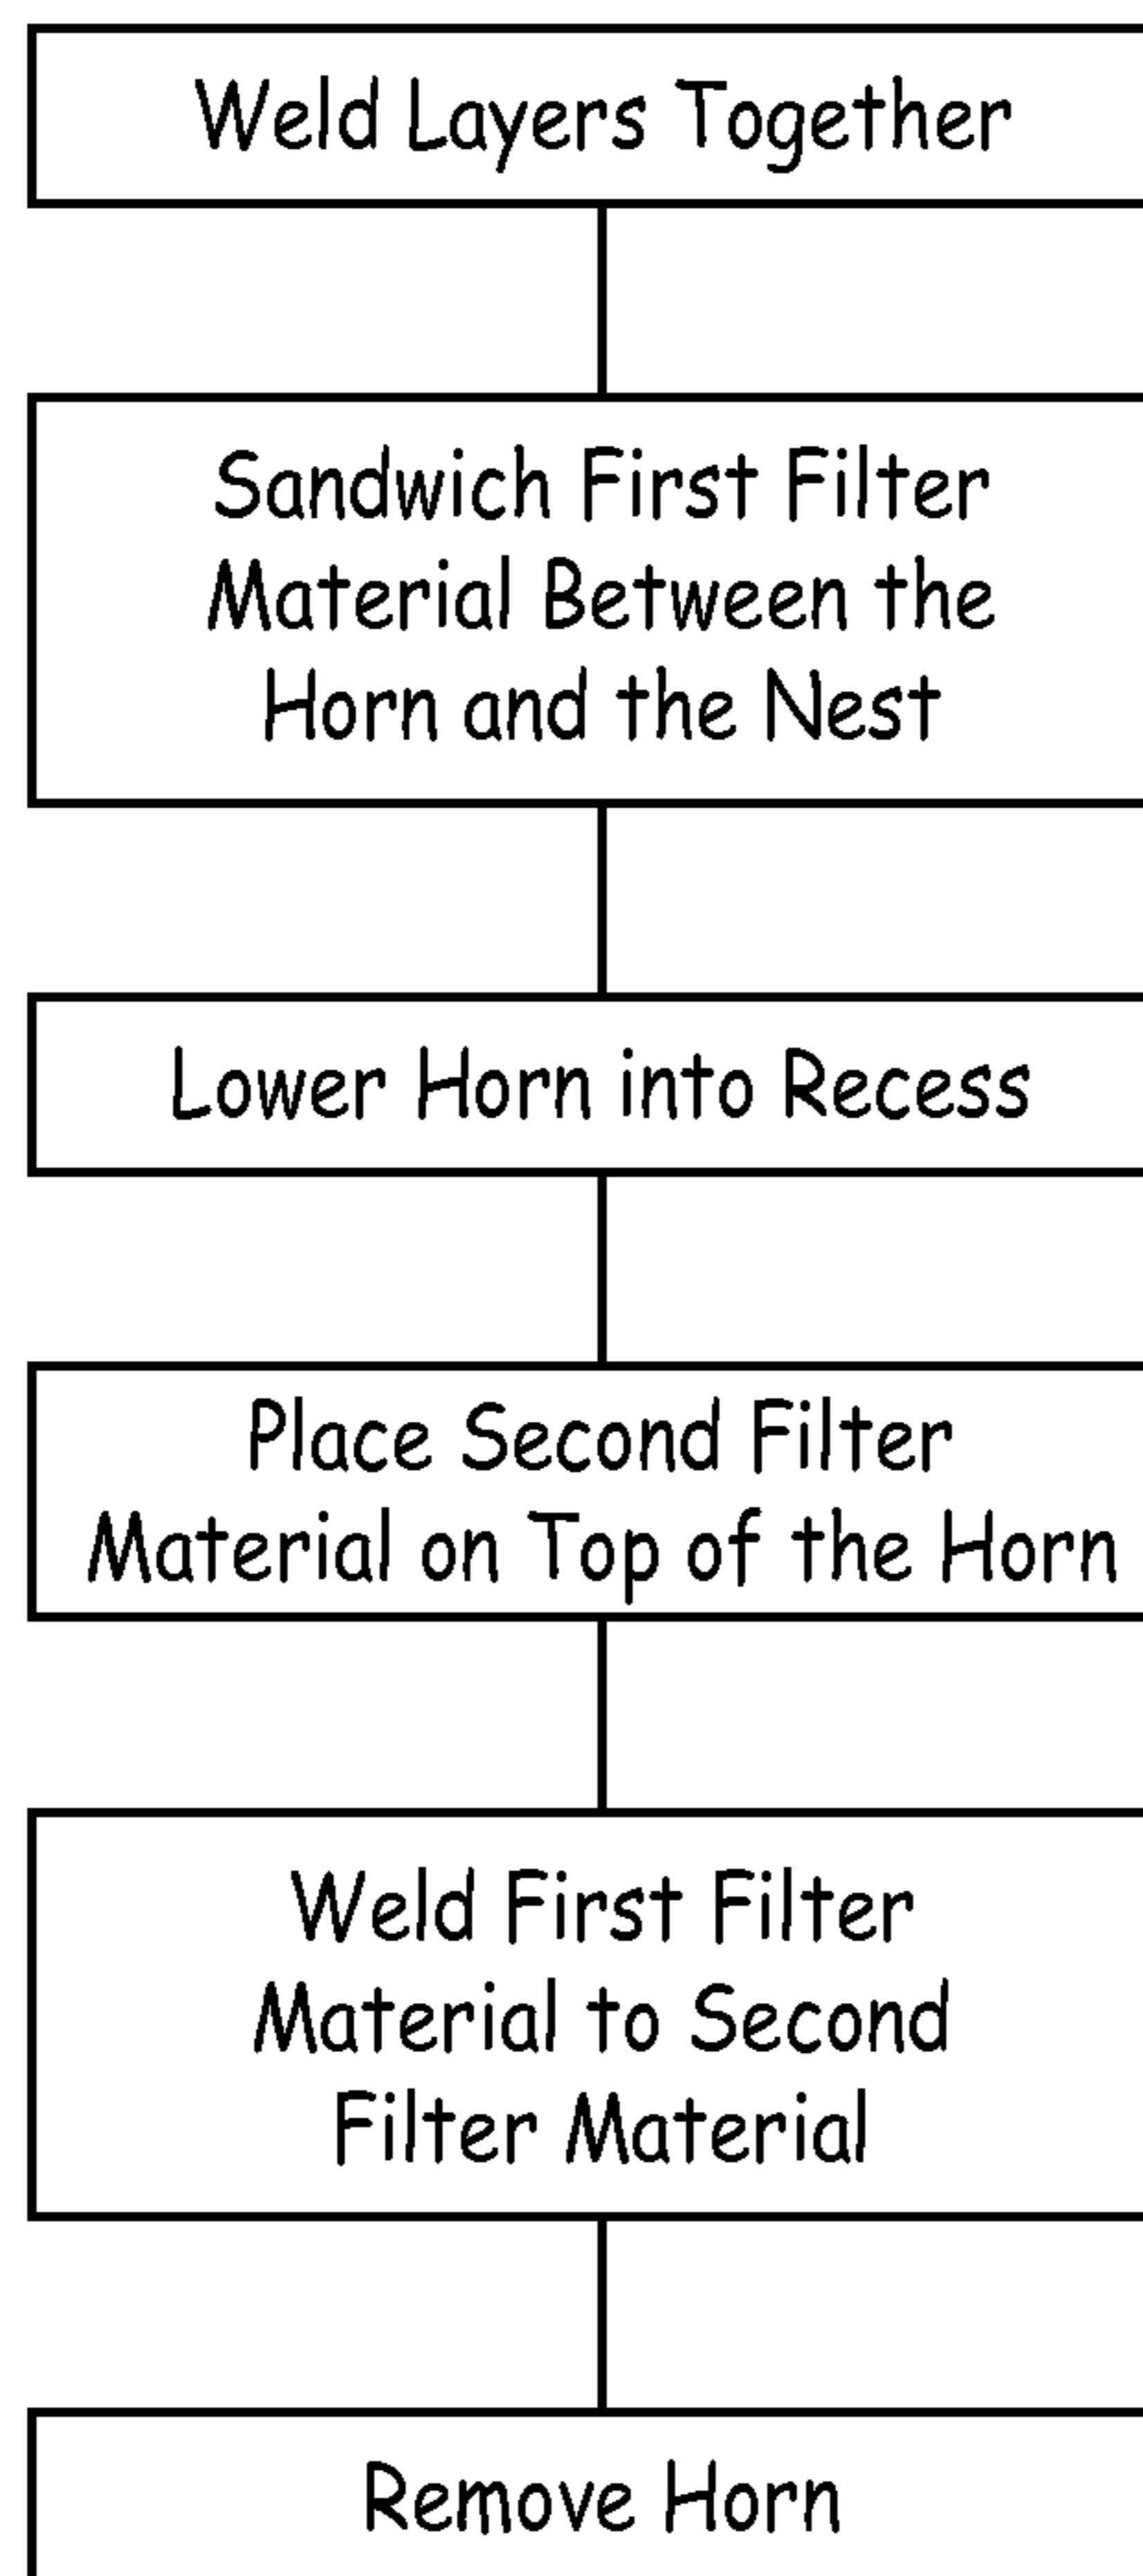 Weld Layers Together
Sandwich First Filter
Material Between the
Horn and the Nest
Lower Horn into Recess
Place Second Filter
Material on Top of the Horn
Weld First Filter
Material to Second
Filter Material
Remove Horn